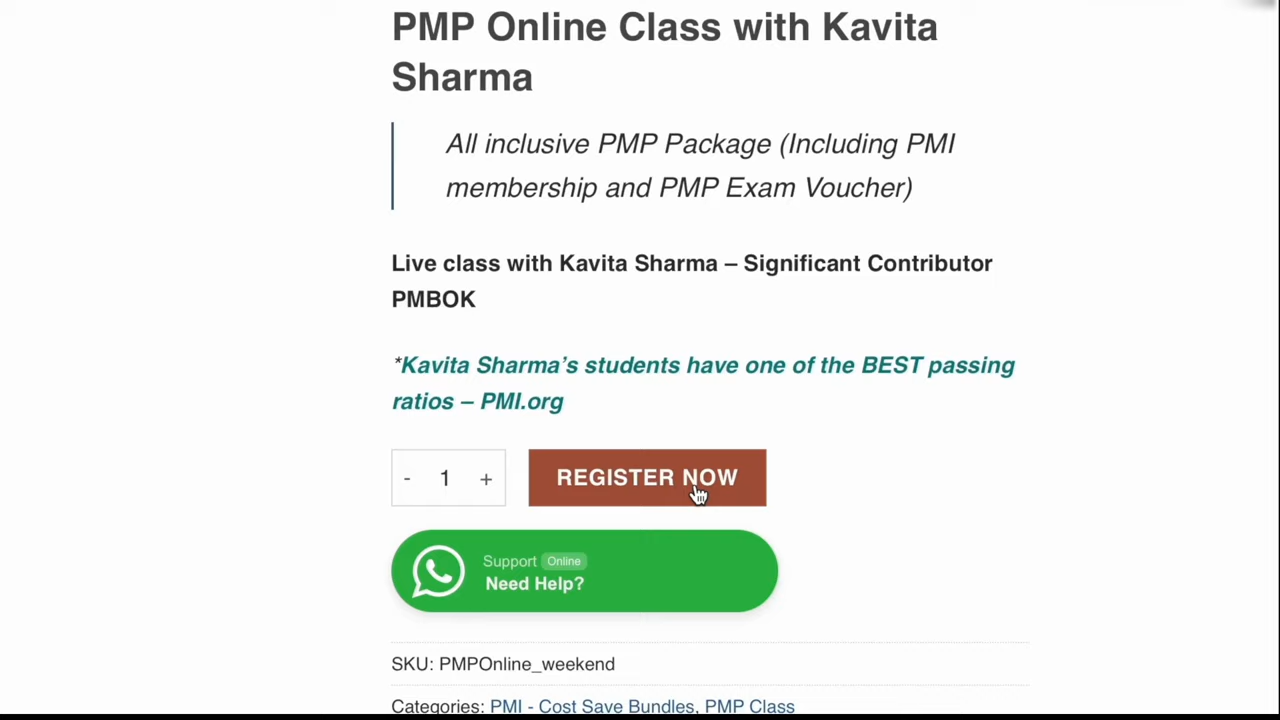 PMP Online Class with Kavita
Sharma
All inclusive PMP Package (Including PMI
membership and PMP Exam Voucher)
Live class with Kavita Sharma – Significant Contributor
PMBOK
*Kavita Sharma’s students have one of the BEST passing
ratios – PMI.org
- 1 + REGISTER NOW
Support Online
Need Help?
SKU: PMPOnline_weekend
Categories: PMI - Cost Save Bundles, PMP Class